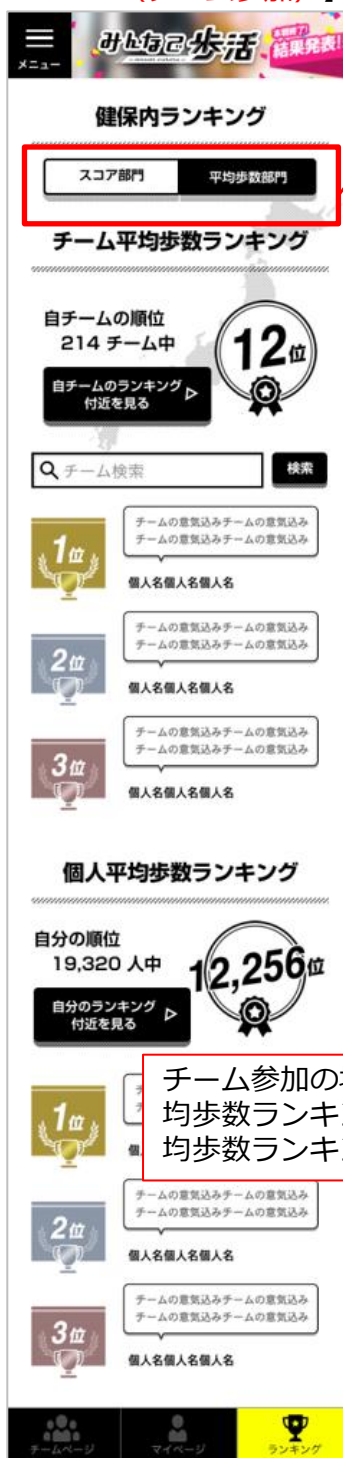 メニュー
みんなで歩活
結果発表!
健保内ランキング
スコア部門
平均歩数部門
チーム平均歩数ランキング
自チームの順位
214 チーム中
12位
自チームのランキング
付近を見る
チーム検索
検索
1位
チームの意気込みチームの意気込み
チームの意気込みチームの意気込み
個人名個人名個人名
2位
チームの意気込みチームの意気込み
チームの意気込みチームの意気込み
個人名個人名個人名
3位
チームの意気込みチームの意気込み
チームの意気込みチームの意気込み
個人名個人名個人名
個人平均歩数ランキング
自分の順位
19,320 人中
12,256位
自分のランキング
付近を見る
チーム参加の
均歩数ランキ
均歩数ランキ
1位
2位
チームの意気込みチームの意気込み
チームの意気込みチームの意気込み
個人名個人名個人名
3位
チームの意気込みチームの意気込み
チームの意気込みチームの意気込み
個人名個人名個人名
チームページ
マイページ
ランキング